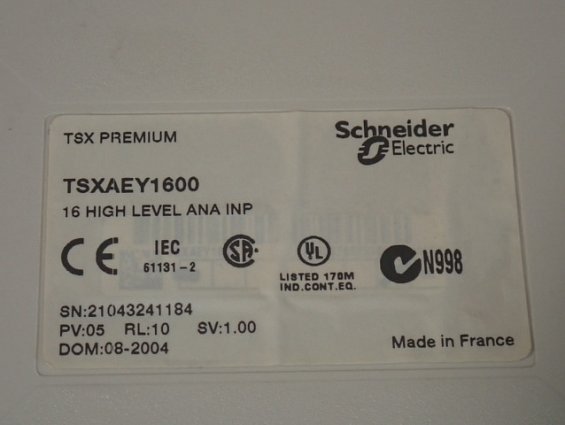 TSX PREMIUM
Schneider
Electric
TSXAEY1600
16 HIGH LEVEL ANA INP
CE
IEC
61131-2
SA
UL
LISTED 170M
IND.CONT.EQ.
N998
SN:21043241184
PV:05 RL:10 SV:1.00
DOM:08-2004
Made in France